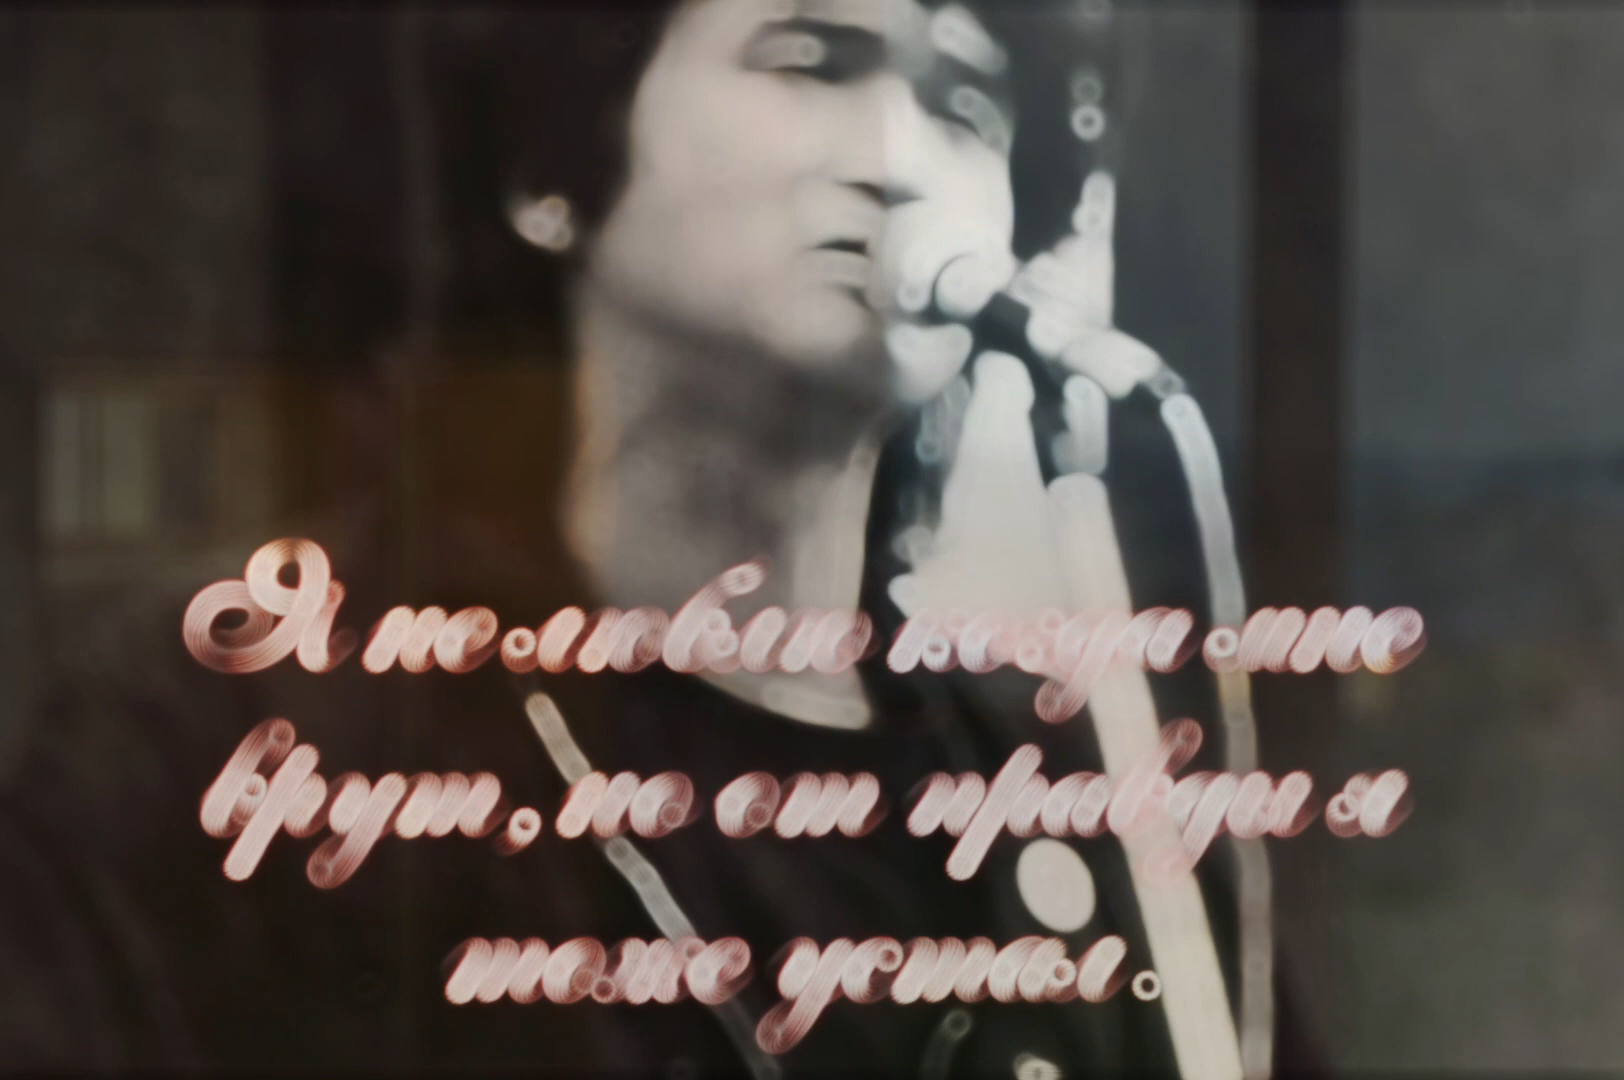 Я не люблю когда мне
врут, но от правды я
тоже устал.